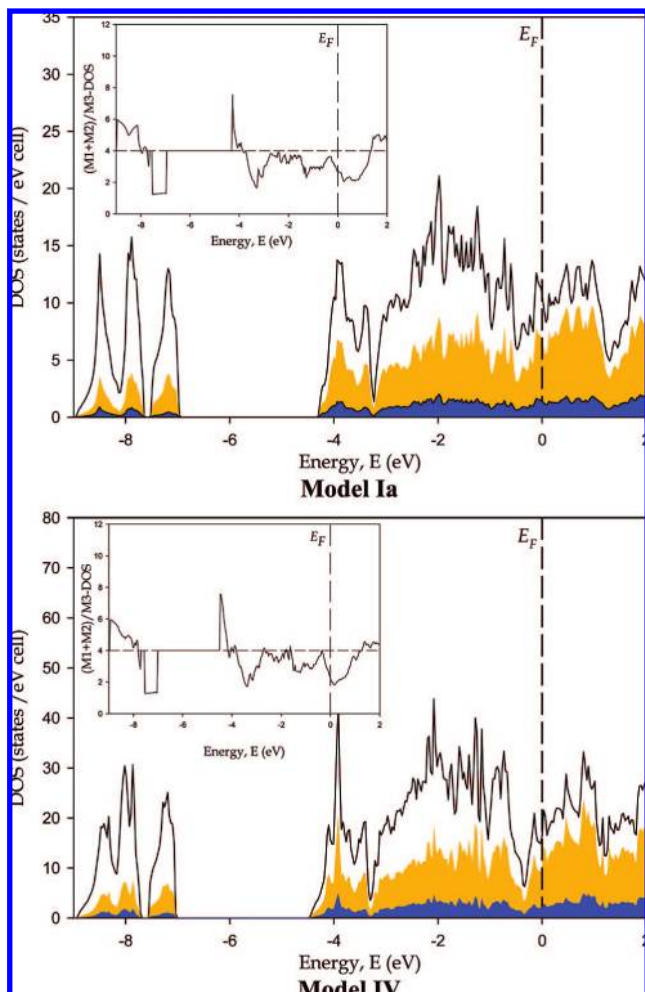 35
30
25
20
15
10
5
0
DOS (states / eV cell)
12
10
8
6
4
2
0
(M1+M2)/M3-DOS
E_F
E_F
-8 -6 -4 -2 0 2
Energy, E (eV)
-8 -6 -4 -2 0 2
Energy, E (eV)
Model Ia
80
70
60
50
40
30
20
10
0
DOS (states /eV cell)
12
10
8
6
4
2
0
(M1+M2)/M3-DOS
E_F
E_F
-8 -6 -4 -2 0 2
Energy, E (eV)
-8 -6 -4 -2 0 2
Energy, E (eV)
Model IV